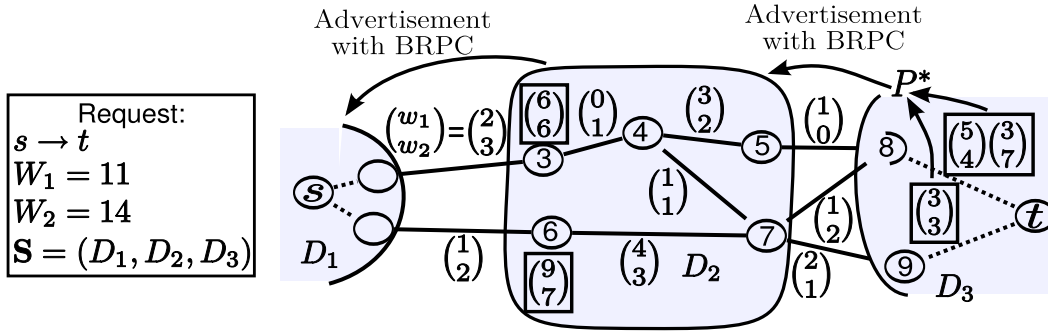 Advertisement
with BRPC
Advertisement
with BRPC
Request:
s → t
W₁ = 11
W₂ = 14
S = (D₁, D₂, D₃)
s
D₁
(w₁ w₂) = (2 3)
(1 2)
(6 6)
(0 1)
(3 2)
(1 0)
3
4
5
(1 1)
6
7
(9 7)
(4 3)
D₂
(1 2)
(2 1)
P*
8
(5 4) (3 7)
(3 3)
t
9
D₃